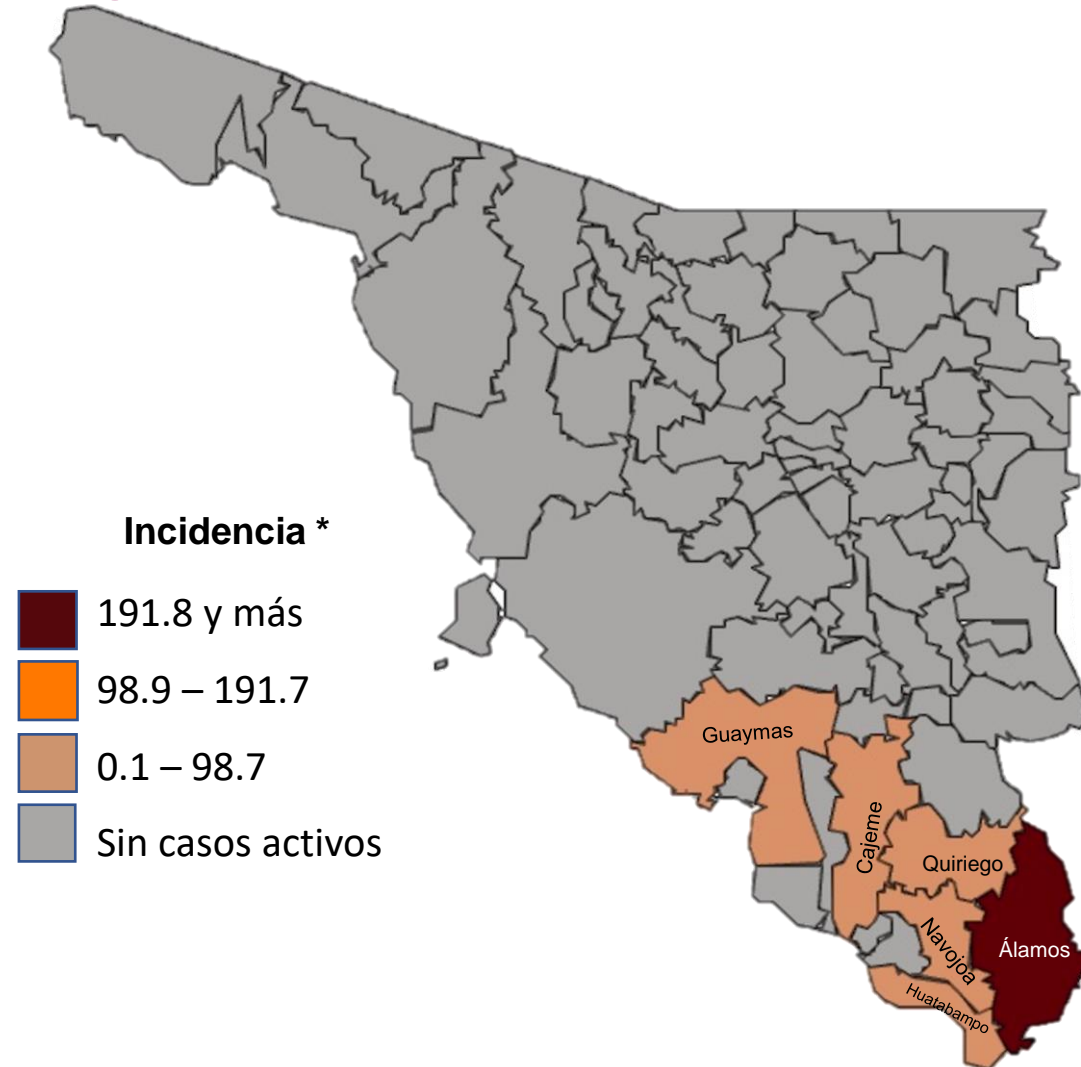 Incidencia *
191.8 y más
98.9 – 191.7
0.1 – 98.7
Sin casos activos
Guaymas
Cajeme
Quiriego
Navojoa
Álamos
Huatabampo